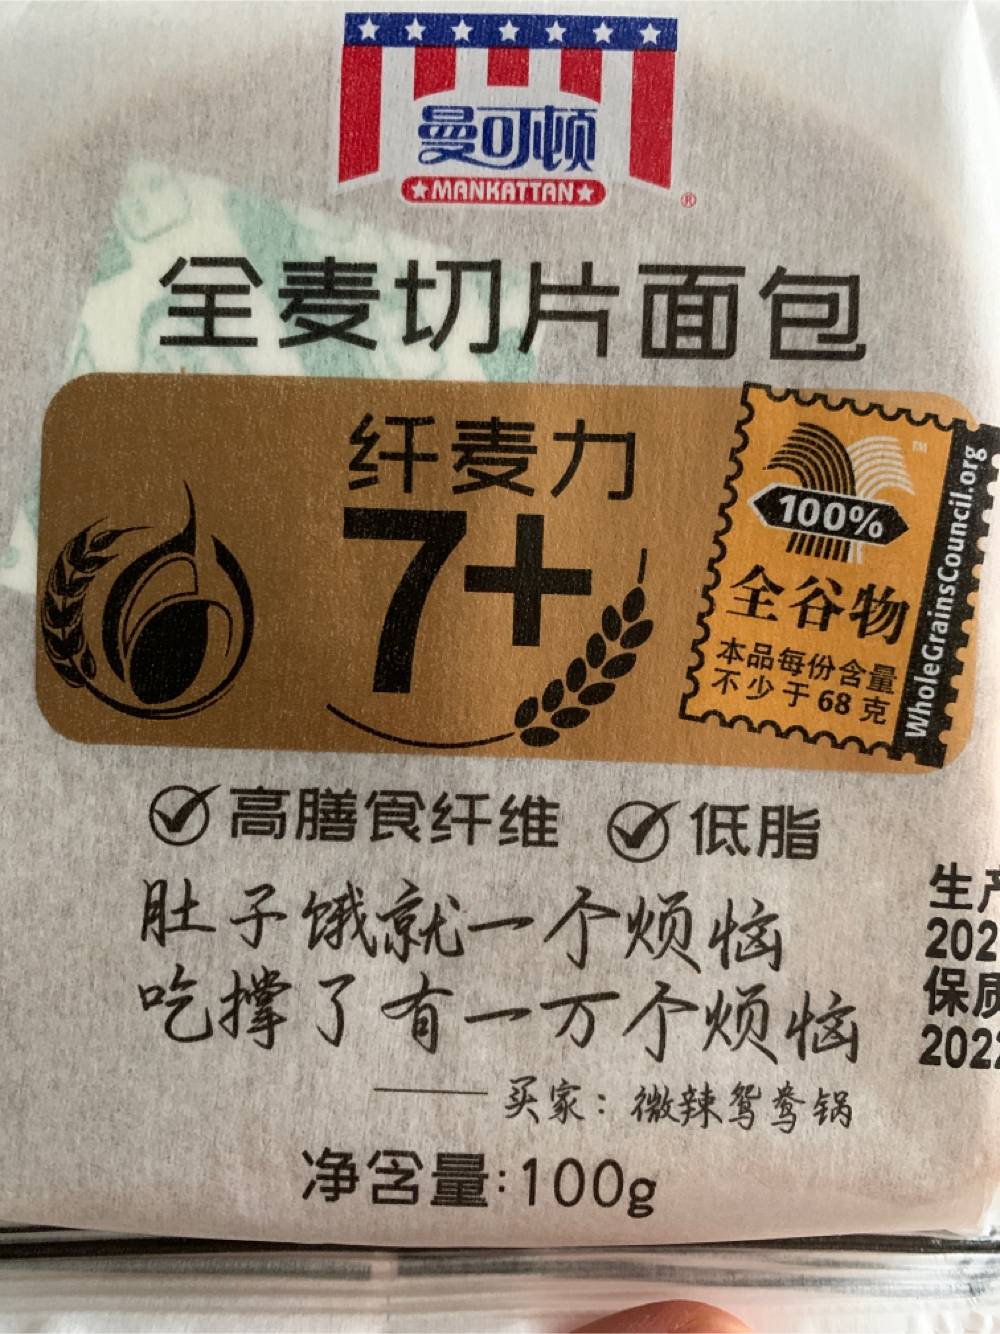 曼可顿
MANKATTAN
®
全麦切片面包
纤麦力
7+
TM
100%
全谷物
本品每份含量
不少于68克
WholeGrainsCouncil.org
高膳食纤维 低脂
肚子饿就一个烦恼
吃撑了有一万个烦恼
——买家：微辣鸳鸯锅
净含量:100g
生产
202
保质
2022